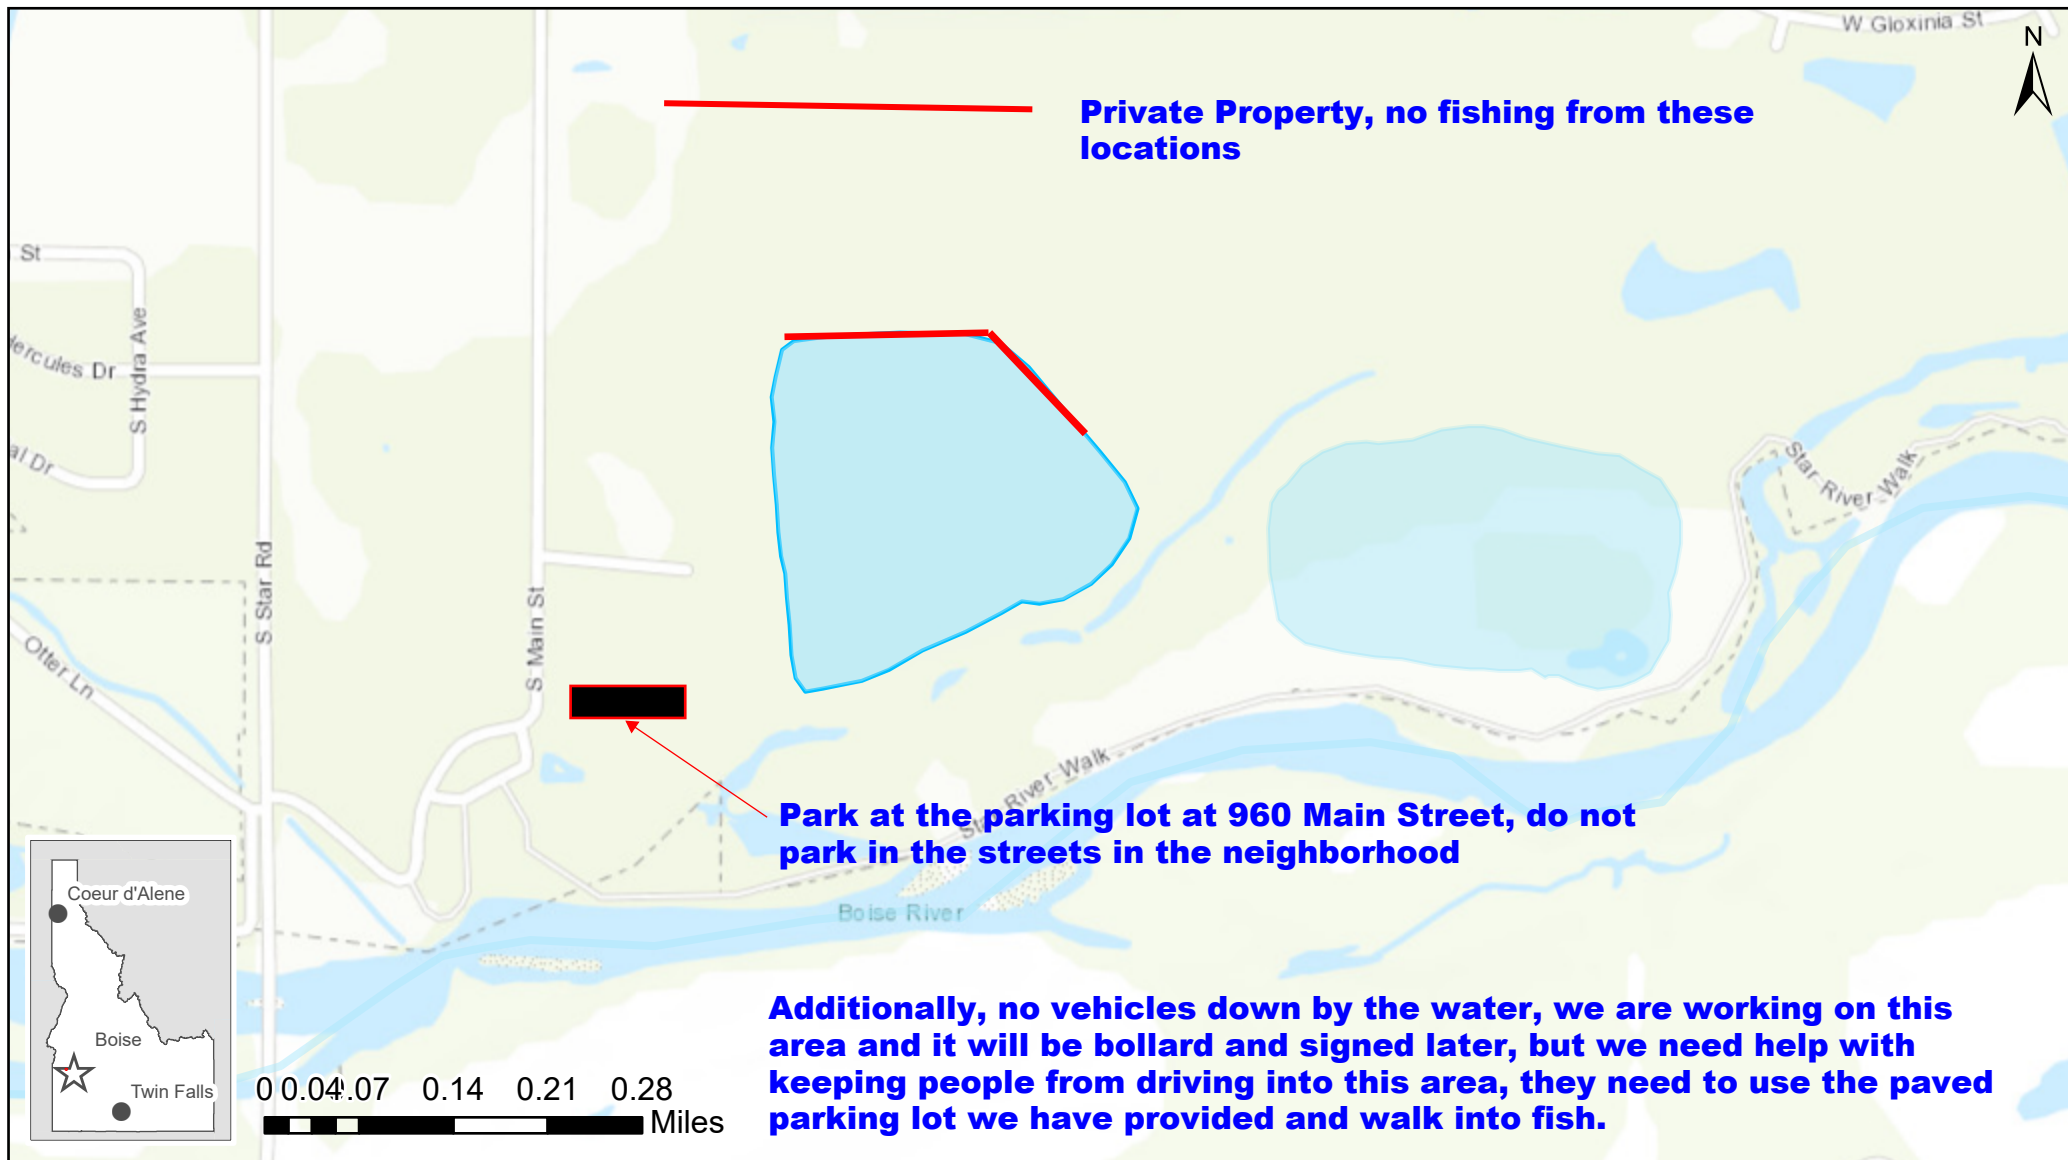 W Gloxinia St
N
Private Property, no fishing from these
locations
St
S Hydra Ave
Hercules Dr
al Dr
S Star Rd
S Main St
Otter Ln
Star River Walk
Star River Walk
Park at the parking lot at 960 Main Street, do not
park in the streets in the neighborhood
Boise River
Coeur d'Alene
Boise
Twin Falls
0 0.04 .07 0.14 0.21 0.28
Miles
Additionally, no vehicles down by the water, we are working on this
area and it will be bollard and signed later, but we need help with
keeping people from driving into this area, they need to use the paved
parking lot we have provided and walk into fish.